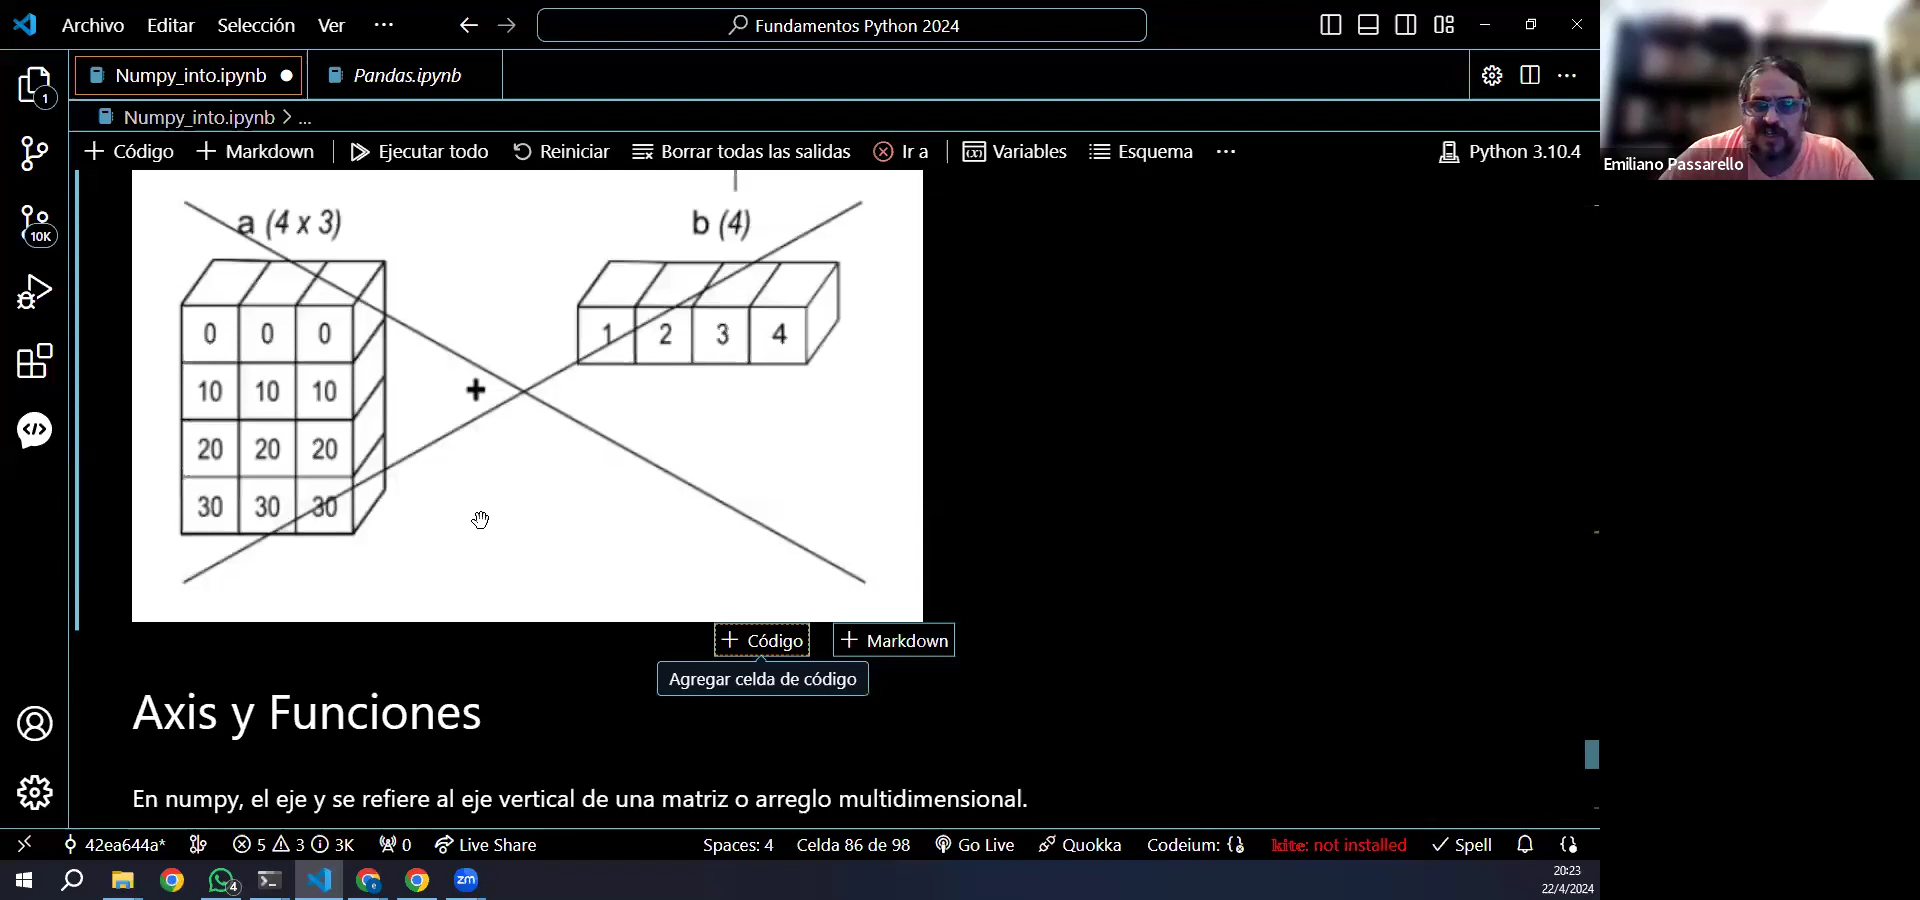 Archivo Editar Selección Ver ... Fundamentos Python 2024
Numpy_into.ipynb Pandas.ipynb
Numpy_into.ipynb > ...
+ Código + Markdown Ejecutar todo Reiniciar Borrar todas las salidas Ir a Variables Esquema ... Python 3.10.4
Emiliano Passarello
1
10K
a (4 x 3) b (4)
0 0 0 1 2 3 4
10 10 10 +
20 20 20
30 30 30
+ Código + Markdown
Agregar celda de código
Axis y Funciones
En numpy, el eje y se refiere al eje vertical de una matriz o arreglo multidimensional.
42ea644a* 5 3 3K 0 Live Share Spaces: 4 Celda 86 de 98 Go Live Quokka Codeium: {} kite: not installed Spell
4 zm 20:23
22/4/2024